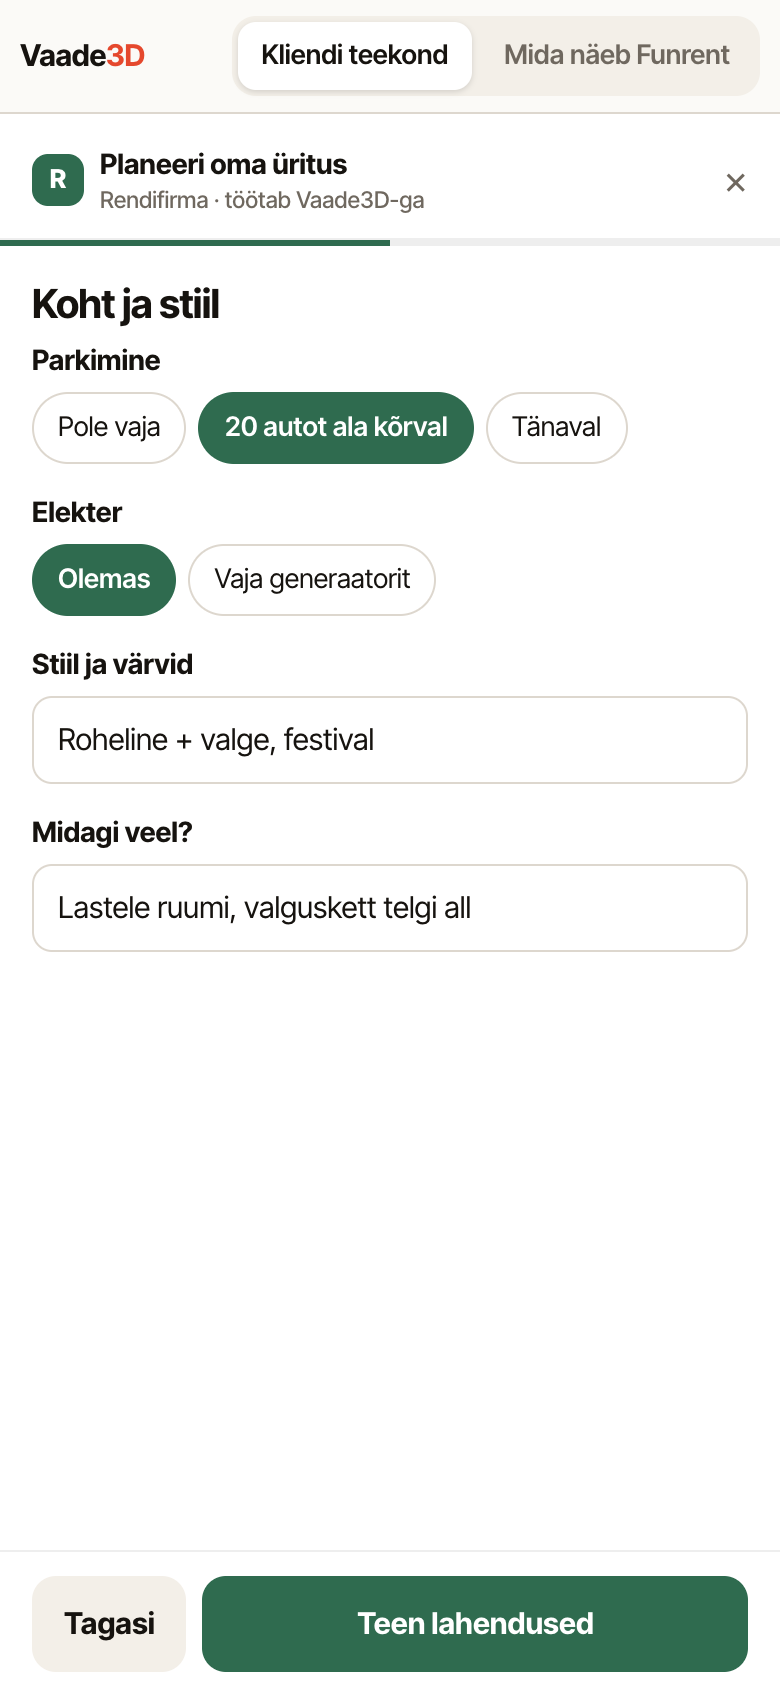 Vaade3D
Kliendi teekond
Mida näeb Funrent
R
Planeeri oma üritus
Rendifirma · töötab Vaade3D-ga
×
Koht ja stiil
Parkimine
Pole vaja
20 autot ala kõrval
Tänaval
Elekter
Olemas
Vaja generaatorit
Stiil ja värvid
Roheline + valge, festival
Midagi veel?
Lastele ruumi, valguskett telgi all
Tagasi
Teen lahendused